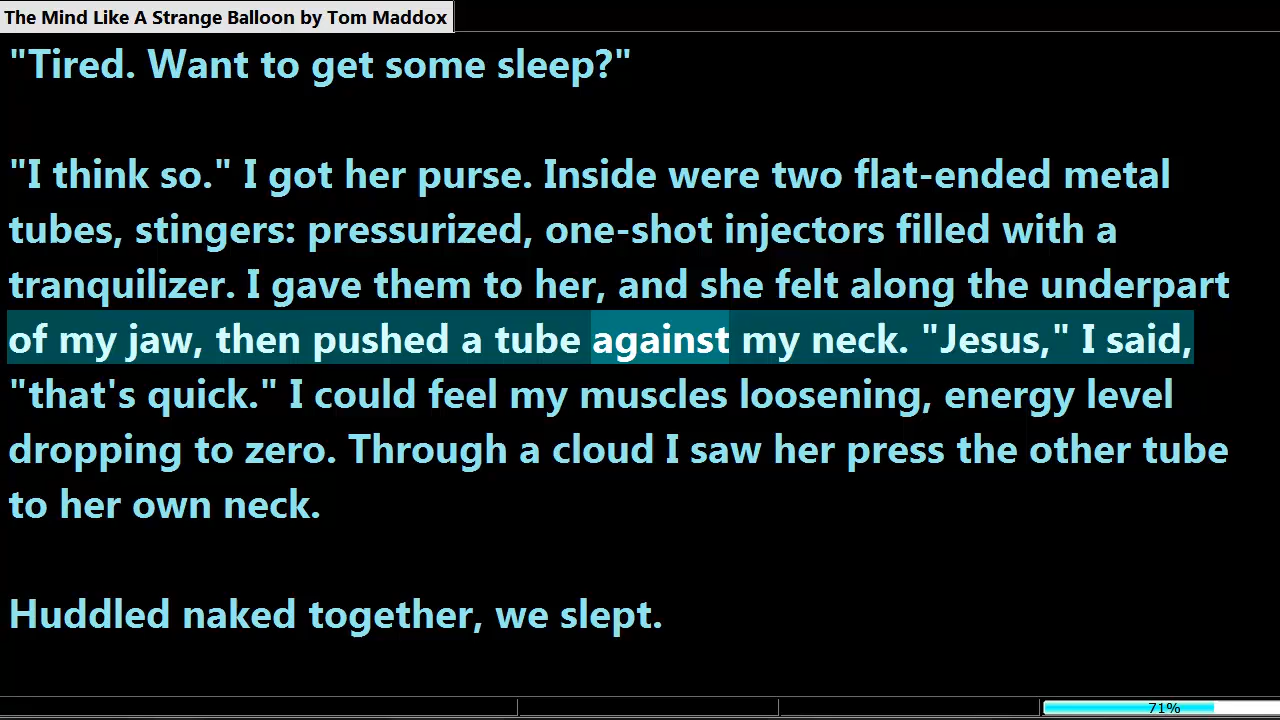 The Mind Like A Strange Balloon by Tom Maddox
"Tired. Want to get some sleep?"
"I think so." I got her purse. Inside were two flat-ended metal
tubes, stingers: pressurized, one-shot injectors filled with a
tranquilizer. I gave them to her, and she felt along the underpart
of my jaw, then pushed a tube against my neck. "Jesus," I said,
"that's quick." I could feel my muscles loosening, energy level
dropping to zero. Through a cloud I saw her press the other tube
to her own neck.
Huddled naked together, we slept.
71%